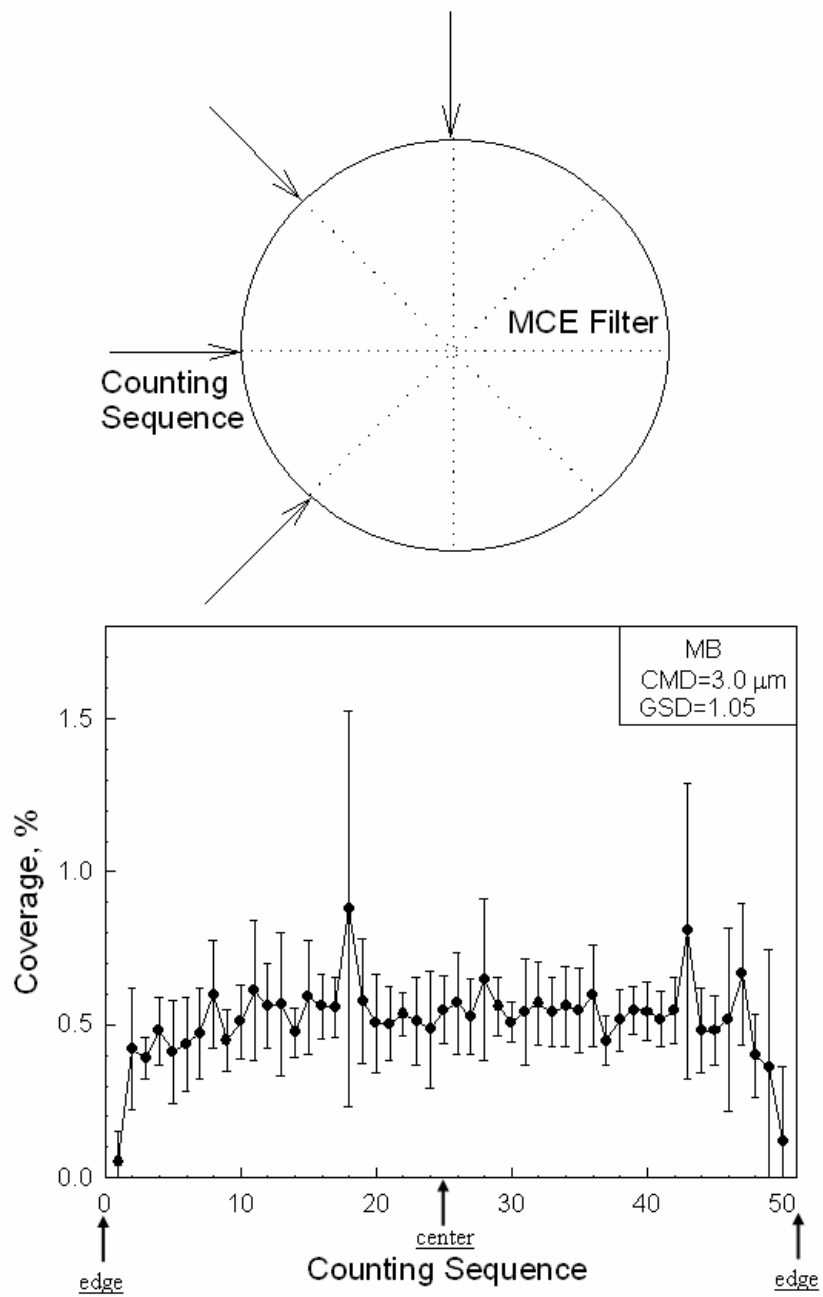 MCE Filter
Counting
Sequence
MB
CMD=3.0 μm
GSD=1.05
1.5
1.0
0.5
0.0
Coverage, %
0 10 20 30 40 50
center
edge edge
Counting Sequence